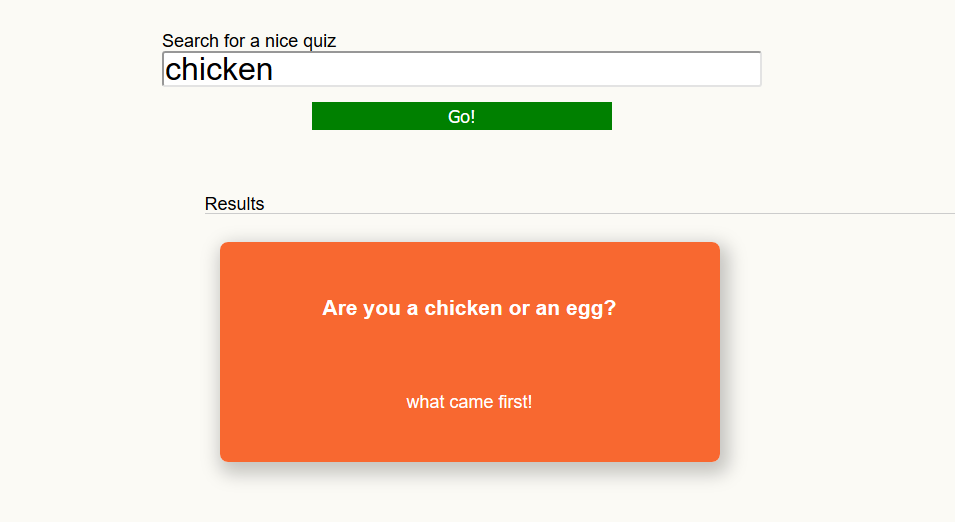 Search for a nice quiz
chicken
Go!
Results
Are you a chicken or an egg?
what came first!